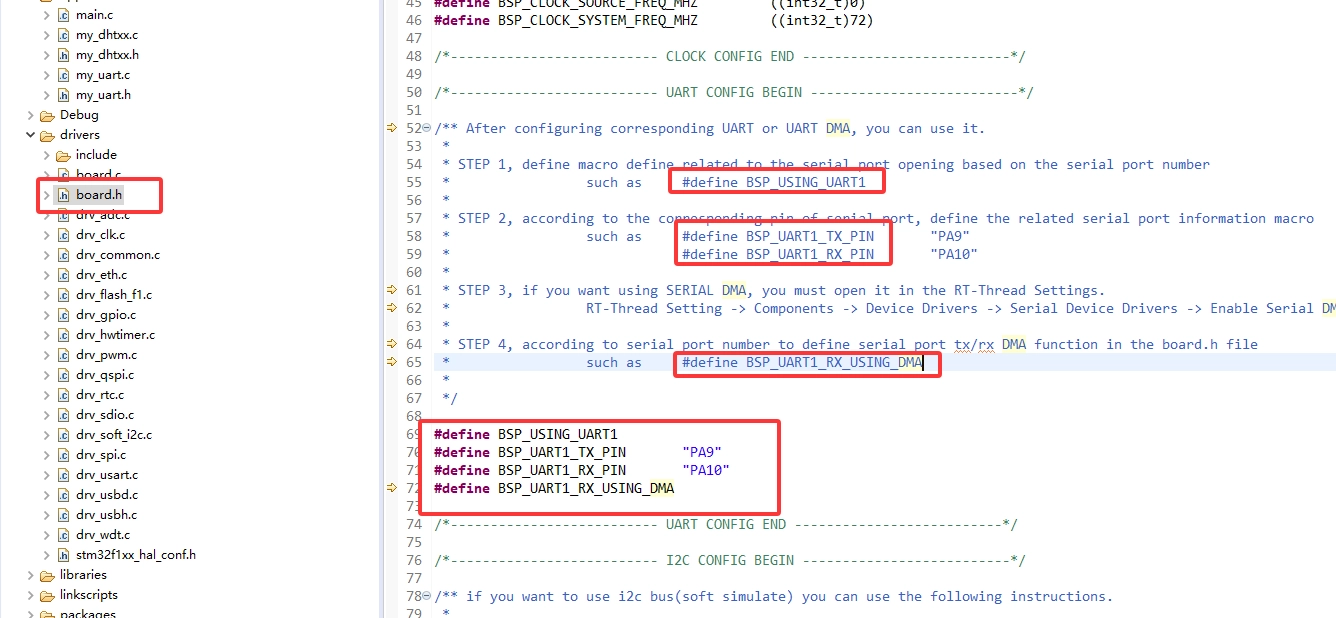 main.c
my_dhtxx.c
my_dhtxx.h
my_uart.c
my_uart.h
Debug
drivers
include
board.c
board.h
drv_adc.c
drv_clk.c
drv_common.c
drv_eth.c
drv_flash_f1.c
drv_gpio.c
drv_hwtimer.c
drv_pwm.c
drv_qspi.c
drv_rtc.c
drv_sdio.c
drv_soft_i2c.c
drv_spi.c
drv_usart.c
drv_usbd.c
drv_usbh.c
drv_wdt.c
stm32f1xx_hal_conf.h
libraries
linkscripts
packages
45 #define BSP_CLOCK_SOURCE_FREQ_MHZ ((int32_t)0)
46 #define BSP_CLOCK_SYSTEM_FREQ_MHZ ((int32_t)72)
47
48 /*-------------------------- CLOCK CONFIG END --------------------------*/
49
50 /*-------------------------- UART CONFIG BEGIN --------------------------*/
51
52 /** After configuring corresponding UART or UART DMA, you can use it.
53 *
54 * STEP 1, define macro define related to the serial port opening based on the serial port number
55 * such as #define BSP_USING_UART1
56 *
57 * STEP 2, according to the corresponding pin of serial port, define the related serial port information macro
58 * such as #define BSP_UART1_TX_PIN "PA9"
59 * #define BSP_UART1_RX_PIN "PA10"
60 *
61 * STEP 3, if you want using SERIAL DMA, you must open it in the RT-Thread Settings.
62 * RT-Thread Setting -> Components -> Device Drivers -> Serial Device Drivers -> Enable Serial DM
63 *
64 * STEP 4, according to serial port number to define serial port tx/rx DMA function in the board.h file
65 * such as #define BSP_UART1_RX_USING_DMA
66 *
67 */
68
69 #define BSP_USING_UART1
70 #define BSP_UART1_TX_PIN "PA9"
71 #define BSP_UART1_RX_PIN "PA10"
72 #define BSP_UART1_RX_USING_DMA
73
74 /*-------------------------- UART CONFIG END --------------------------*/
75
76 /*-------------------------- I2C CONFIG BEGIN --------------------------*/
77
78 /** if you want to use i2c bus(soft simulate) you can use the following instructions.
79 *